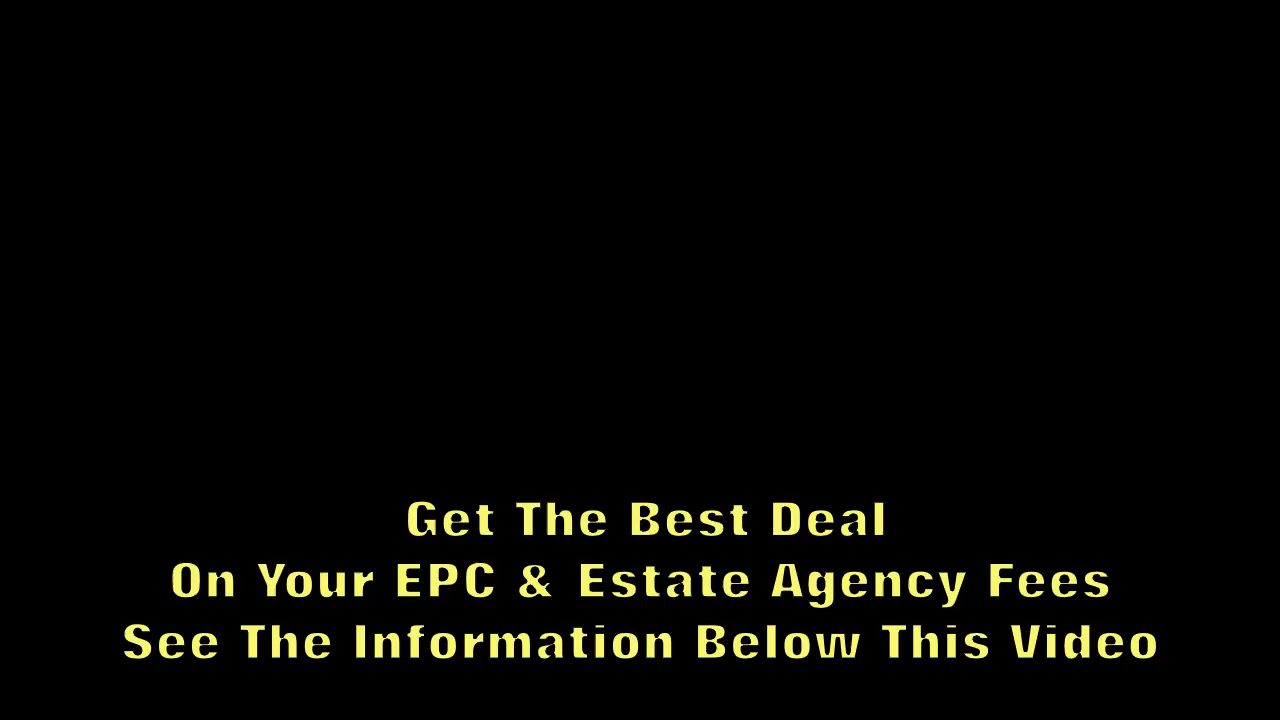 Get The Best Deal
On Your EPC & Estate Agency Fees
See The Information Below This Video